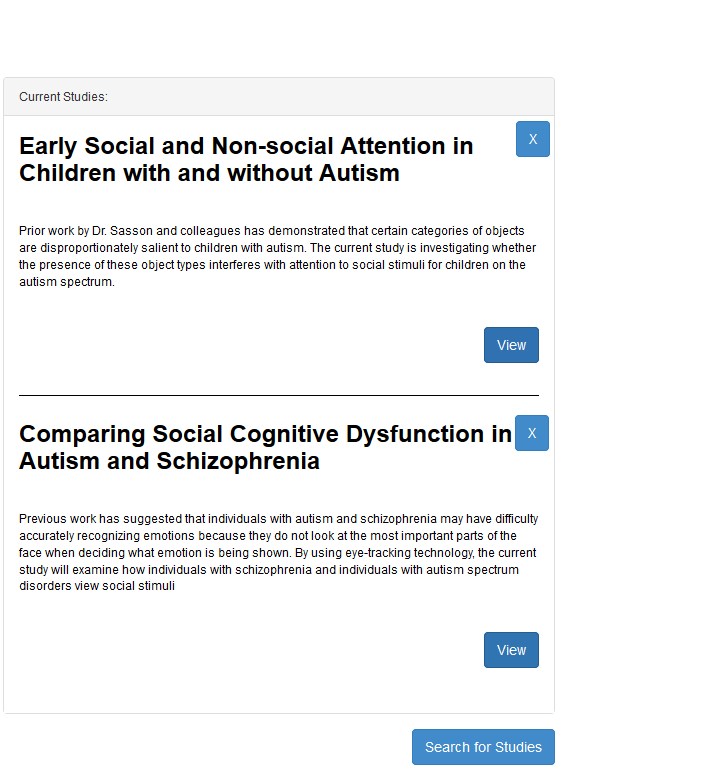 Current Studies:
X
Early Social and Non-social Attention in
Children with and without Autism
Prior work by Dr. Sasson and colleagues has demonstrated that certain categories of objects
are disproportionately salient to children with autism. The current study is investigating whether
the presence of these object types interferes with attention to social stimuli for children on the
autism spectrum.
View
Comparing Social Cognitive Dysfunction in
X
Autism and Schizophrenia
Previous work has suggested that individuals with autism and schizophrenia may have difficulty
accurately recognizing emotions because they do not look at the most important parts of the
face when deciding what emotion is being shown. By using eye-tracking technology, the current
study will examine how individuals with schizophrenia and individuals with autism spectrum
disorders view social stimuli
View
Search for Studies